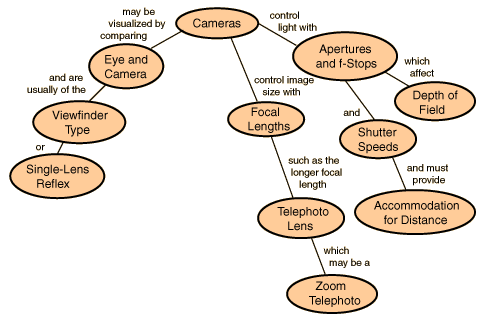 may be
visualized by
comparing
Cameras
control
light with
Apertures
and f-Stops
which
affect
Eye and
Camera
and are
usually of the
control image
size with
Depth of
Field
Viewfinder
Type
Focal
Lengths
and
Shutter
Speeds
or
Single-Lens
Reflex
such as the
longer focal
length
and must
provide
Telephoto
Lens
Accommodation
for Distance
which
may be a
Zoom
Telephoto